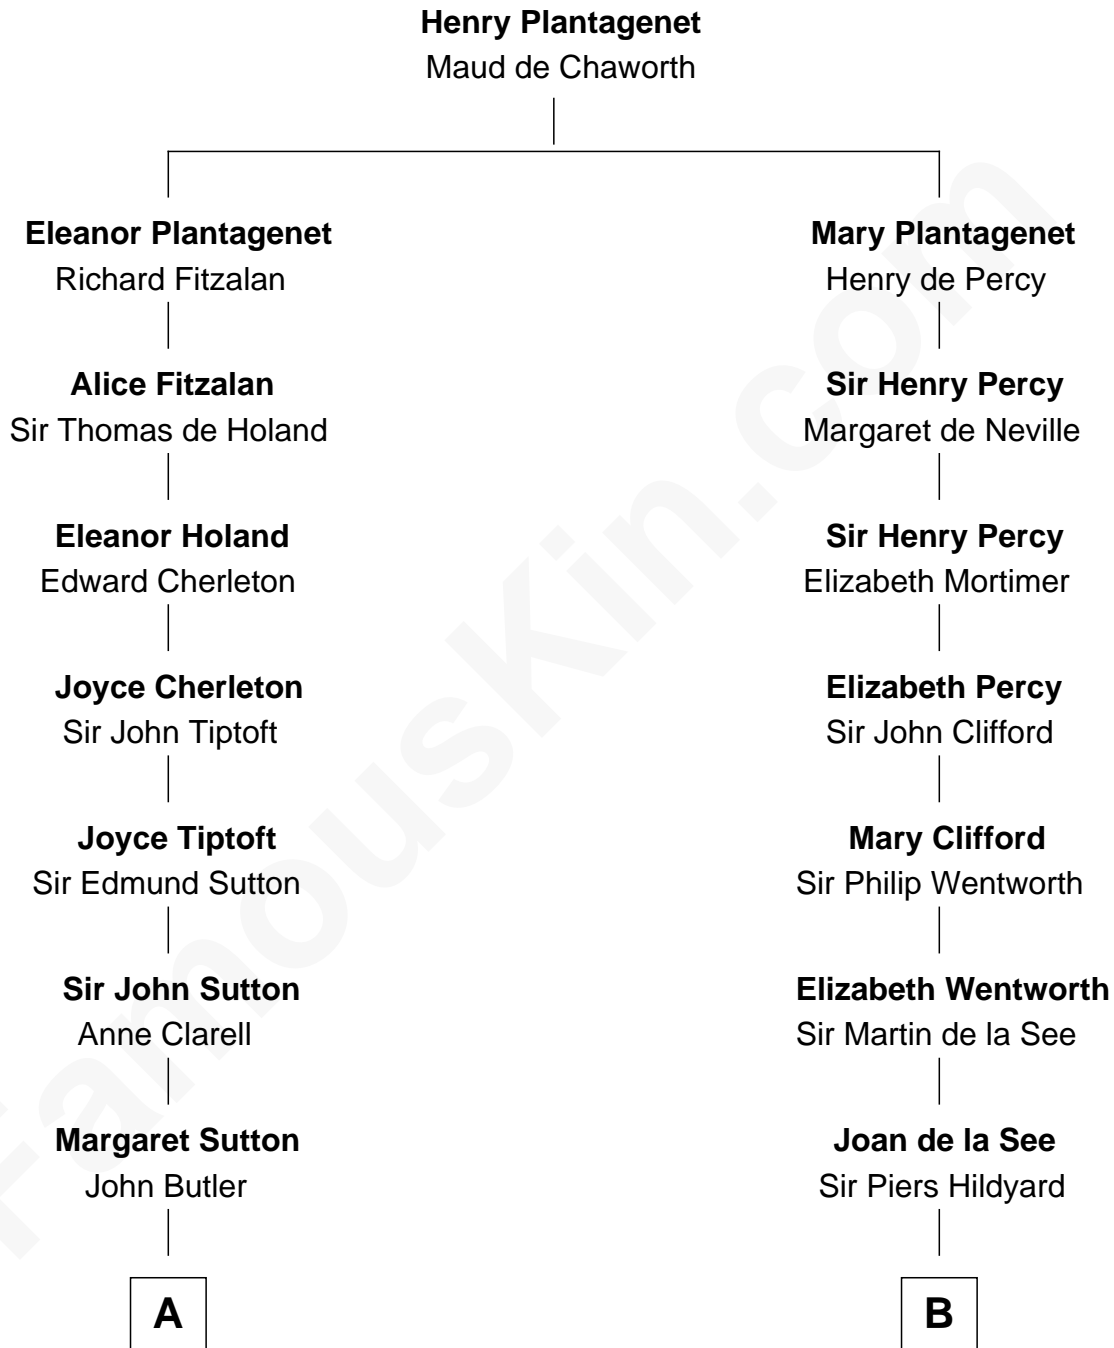 Henry Plantagenet
Maud de Chaworth
Eleanor Plantagenet
Richard Fitzalan
Mary Plantagenet
Henry de Percy
Alice Fitzalan
Sir Thomas de Holand
Sir Henry Percy
Margaret de Neville
Eleanor Holand
Edward Cherleton
Sir Henry Percy
Elizabeth Mortimer
Joyce Cherleton
Sir John Tiptoft
Elizabeth Percy
Sir John Clifford
Joyce Tiptoft
Sir Edmund Sutton
Mary Clifford
Sir Philip Wentworth
Sir John Sutton
Anne Clarell
Elizabeth Wentworth
Sir Martin de la See
Margaret Sutton
John Butler
Joan de la See
Sir Piers Hildyard
A
B
FamousKin.com